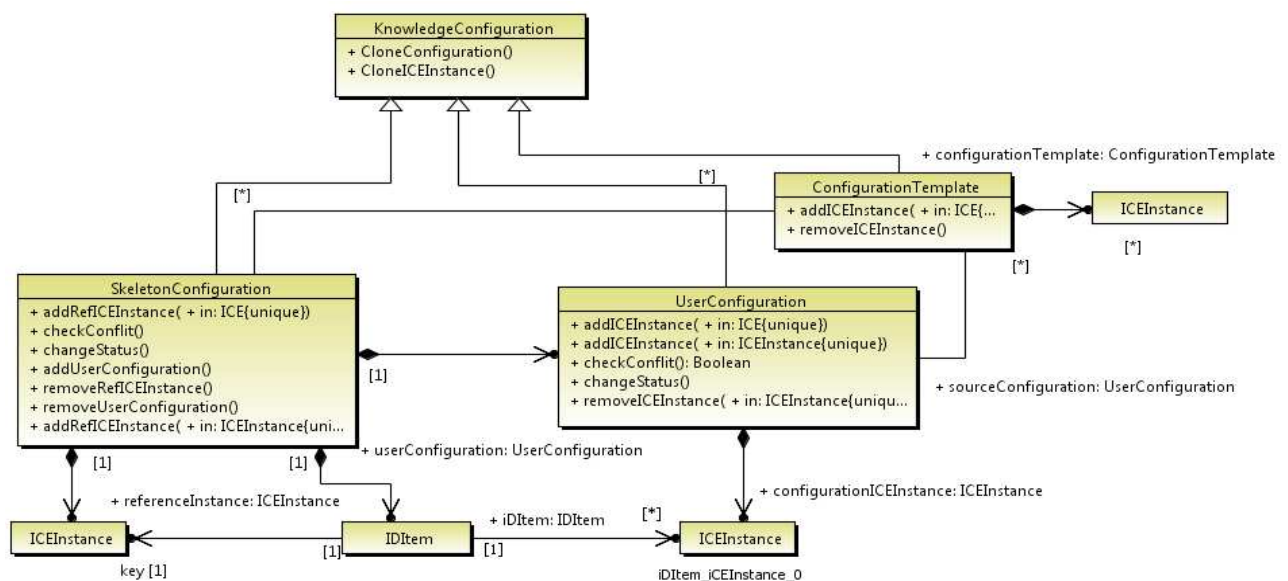 KnowledgeConfiguration
+ CloneConfiguration()
+ CloneICEInstance()
+ configurationTemplate: ConfigurationTemplate
[*]
[*]
ConfigurationTemplate
+ addICEInstance( + in: ICE{...
+ removeICEInstance()
ICEInstance
[*]
[*]
SkeletonConfiguration
+ addRefICEInstance( + in: ICE{unique})
+ checkConflit()
+ changeStatus()
+ addUserConfiguration()
+ removeRefICEInstance()
+ removeUserConfiguration()
+ addRefICEInstance( + in: ICEInstance{uni...
[1]
UserConfiguration
+ addICEInstance( + in: ICE{unique})
+ addICEInstance( + in: ICEInstance{unique})
+ checkConflit(): Boolean
+ changeStatus()
+ removeICEInstance( + in: ICEInstance{uniqu...
+ sourceConfiguration: UserConfiguration
[1]
[1]
+ userConfiguration: UserConfiguration
+ referenceInstance: ICEInstance
+ configurationICEInstance: ICEInstance
+ iDItem: IDItem
[*]
ICEInstance
IDItem
ICEInstance
[1]
[1]
key [1]
iDItem_iCEInstance_0